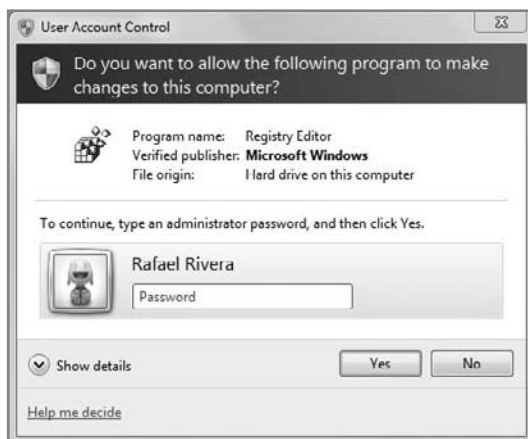 User Account Control
Do you want to allow the following program to make
changes to this computer?
Program name: Registry Editor
Verified publisher: Microsoft Windows
File origin: Hard drive on this computer
To continue, type an administrator password, and then click Yes.
Rafael Rivera
Password
Show details
Yes No
Help me decide